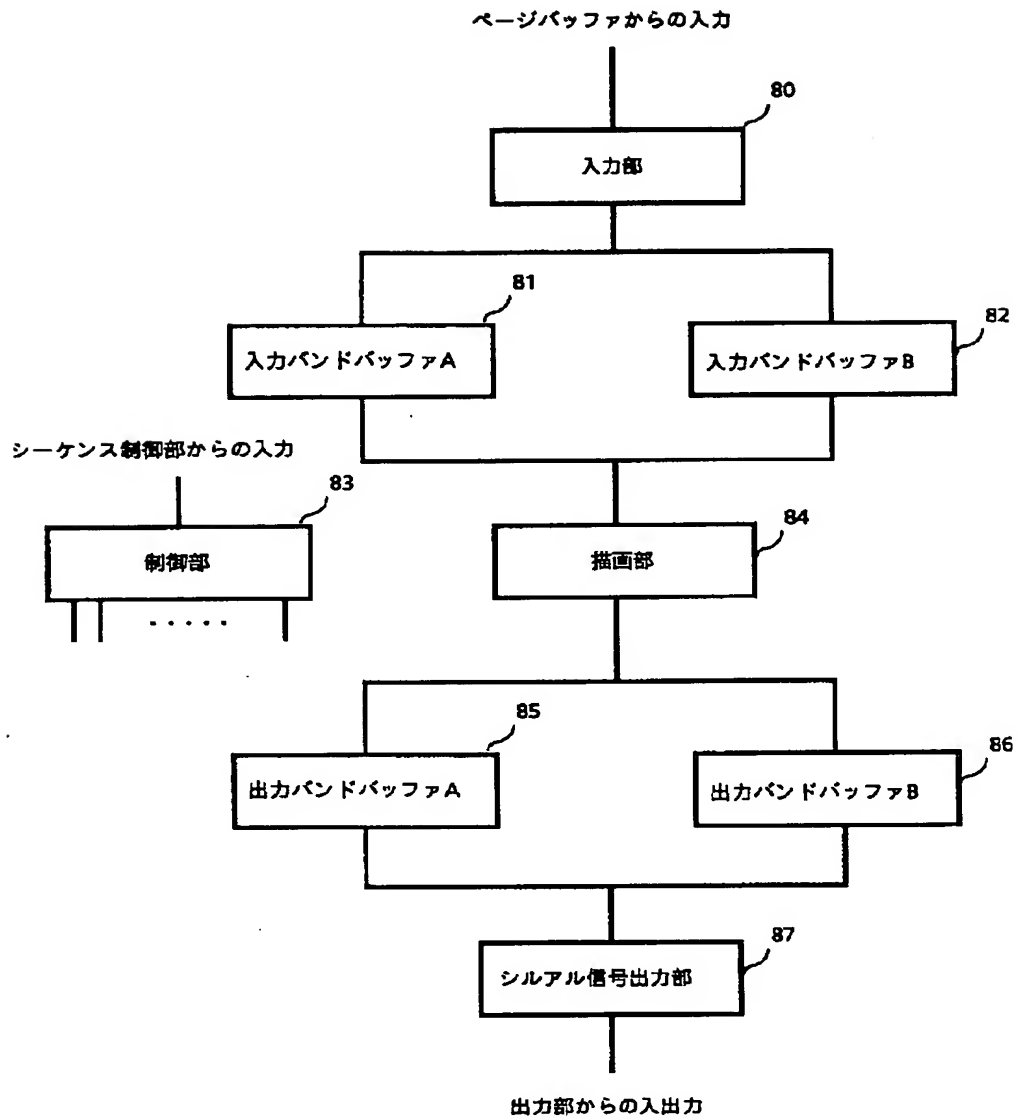 ページバッファからの入力
80
入力部
81
入力バンドバッファA
82
入力バンドバッファB
シーケンス制御部からの入力
83
制御部
・・・・・
84
描画部
85
出力バンドバッファA
86
出力バンドバッファB
87
シルアル信号出力部
出力部からの入出力